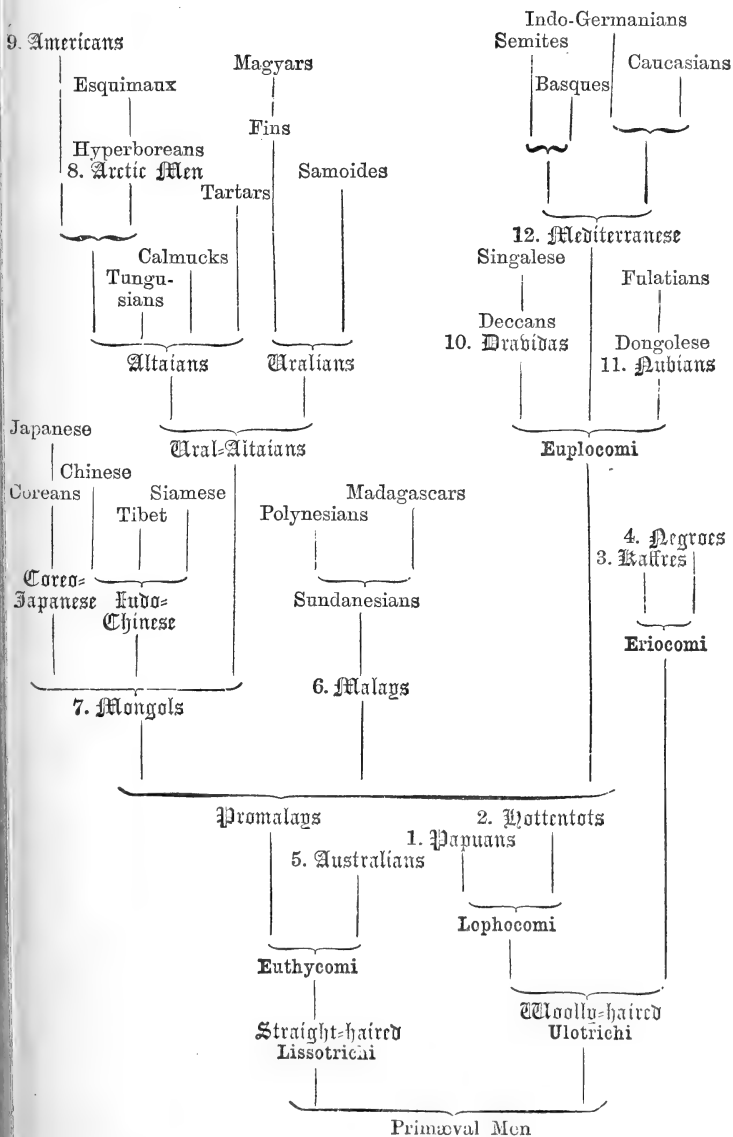 Indo-Germanians
9. Americans
Semites
Caucasians
Magyars
Esquimaux
Basques
Fins
Hyperboreans
8. Arctic Men
Samoides
Tartars
12. Mediterranese
Calmucks
Singalese
Tungu-
sians
Fulatians
Deccans
10. Dravidas
Dongolese
11. Nubians
Altaians
Uralians
Japanese
Ural-Altaians
Euplocomi
Chinese
Coreans
Siamese
Madagascars
Tibet
Polynesians
4. Negroes
3. Kaffres
Coreo-
Japanese
Indo-
Chinese
Sundanesians
Eriocomi
6. Malays
7. Mongols
Promalays
2. Hottentots
1. Papuans
5. Australians
Lophocomi
Euthycomi
Woolly-haired
Ulotrichi
Straight-haired
Lissotrichi
Primæval Men